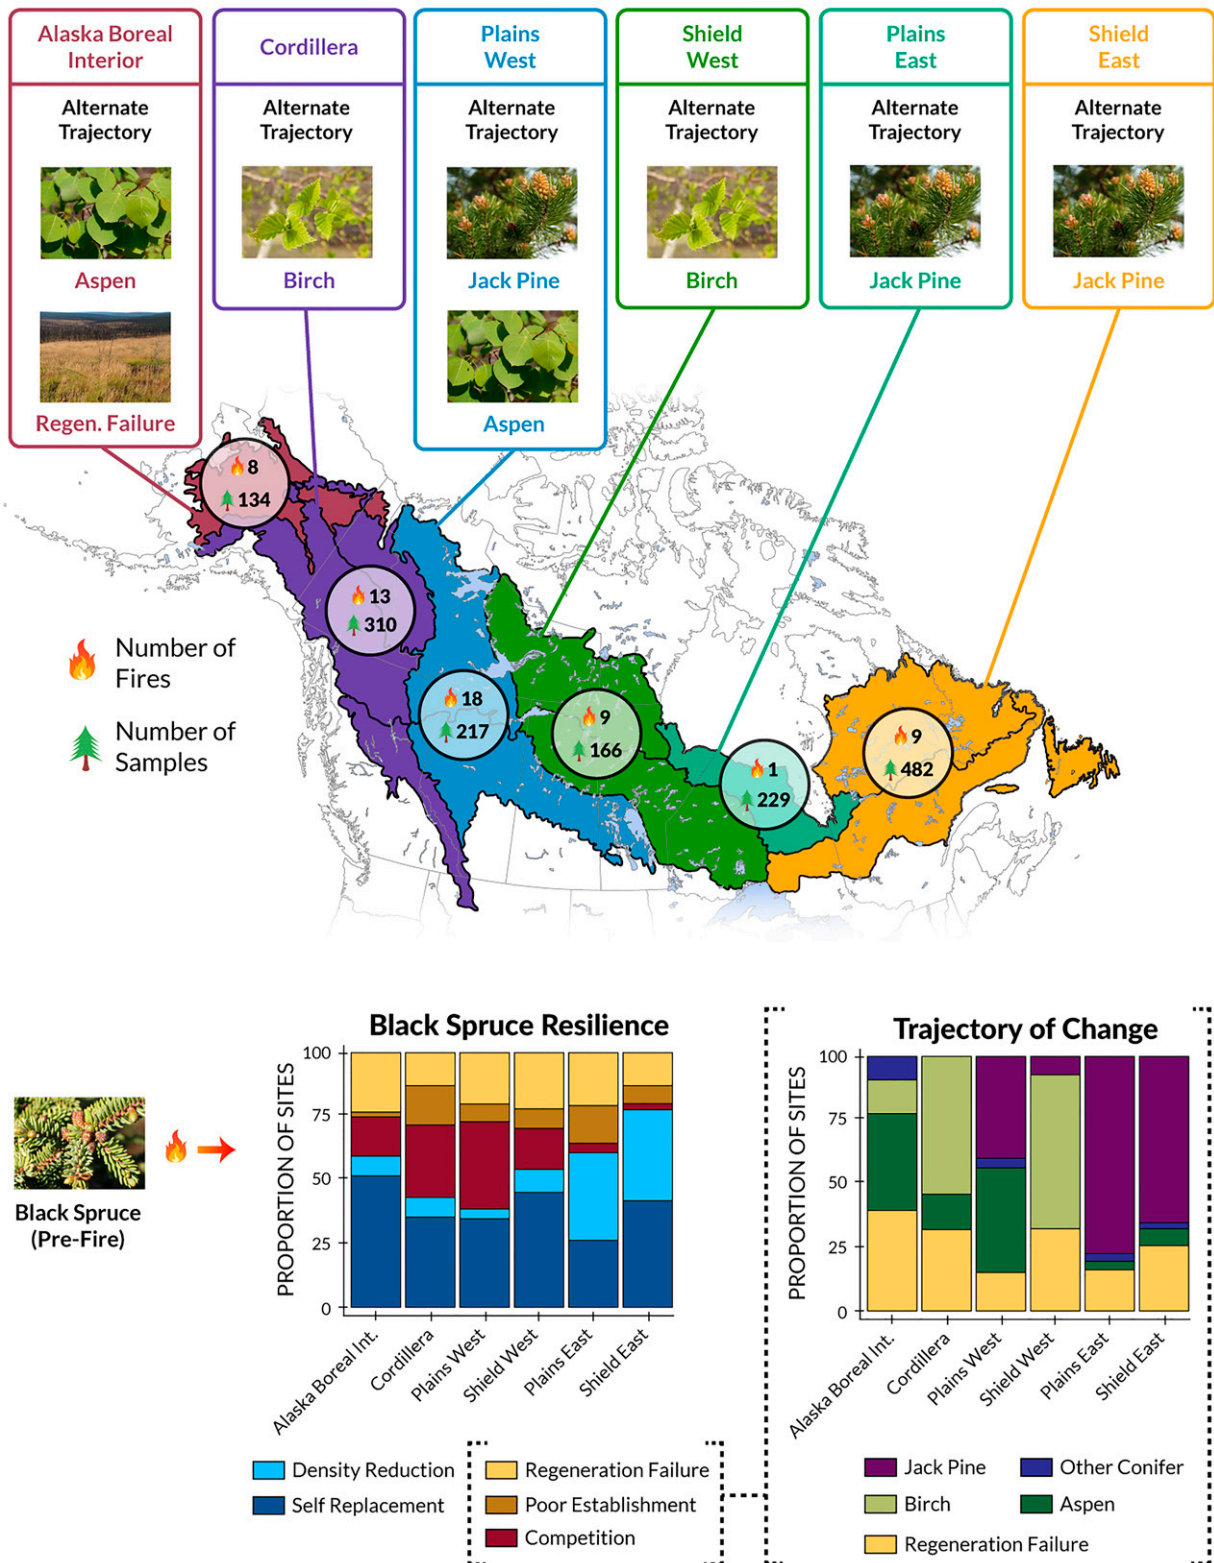 Alaska Boreal
Interior
Alternate
Trajectory
Aspen
Regen. Failure
Cordillera
Alternate
Trajectory
Birch
Plains
West
Alternate
Trajectory
Jack Pine
Aspen
Shield
West
Alternate
Trajectory
Birch
Plains
East
Alternate
Trajectory
Jack Pine
Shield
East
Alternate
Trajectory
Jack Pine
8
134
13
310
18
217
9
166
1
229
9
482
Number of
Fires
Number of
Samples
Black Spruce
(Pre-Fire)
Black Spruce Resilience
PROPORTION OF SITES
100
75
50
25
0
Alaska Boreal Int.
Cordillera
Plains West
Shield West
Plains East
Shield East
Density Reduction
Self Replacement
Regeneration Failure
Poor Establishment
Competition
Trajectory of Change
PROPORTION OF SITES
100
75
50
25
0
Alaska Boreal Int.
Cordillera
Plains West
Shield West
Plains East
Shield East
Jack Pine
Other Conifer
Birch
Aspen
Regeneration Failure